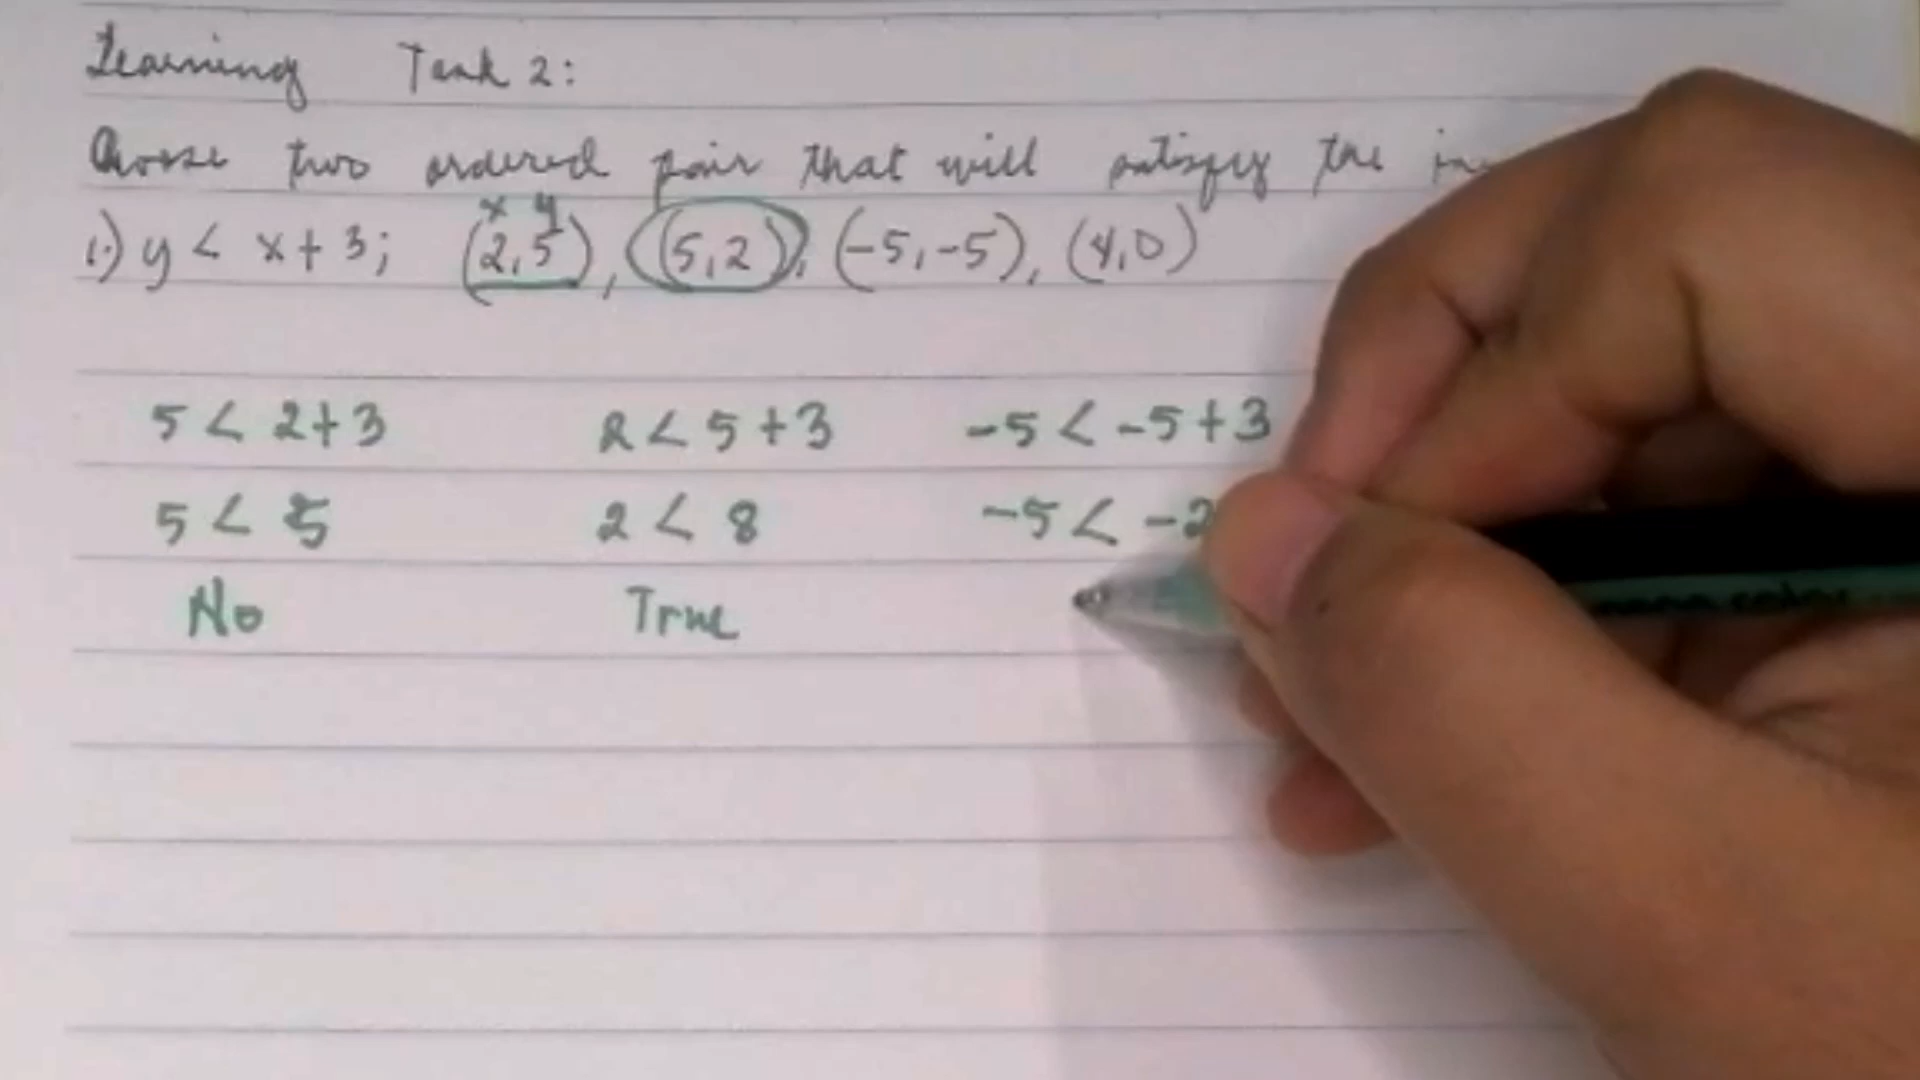 Learning Task 2:
Choose two ordered pair that will satisfy the
x y
1.) y < x + 3; (2,5), (5,2), (-5,-5), (4,0)
5 < 2+3 2 < 5+3 -5 < -5+3
5 < 5 2 < 8 -5 < -2
No True